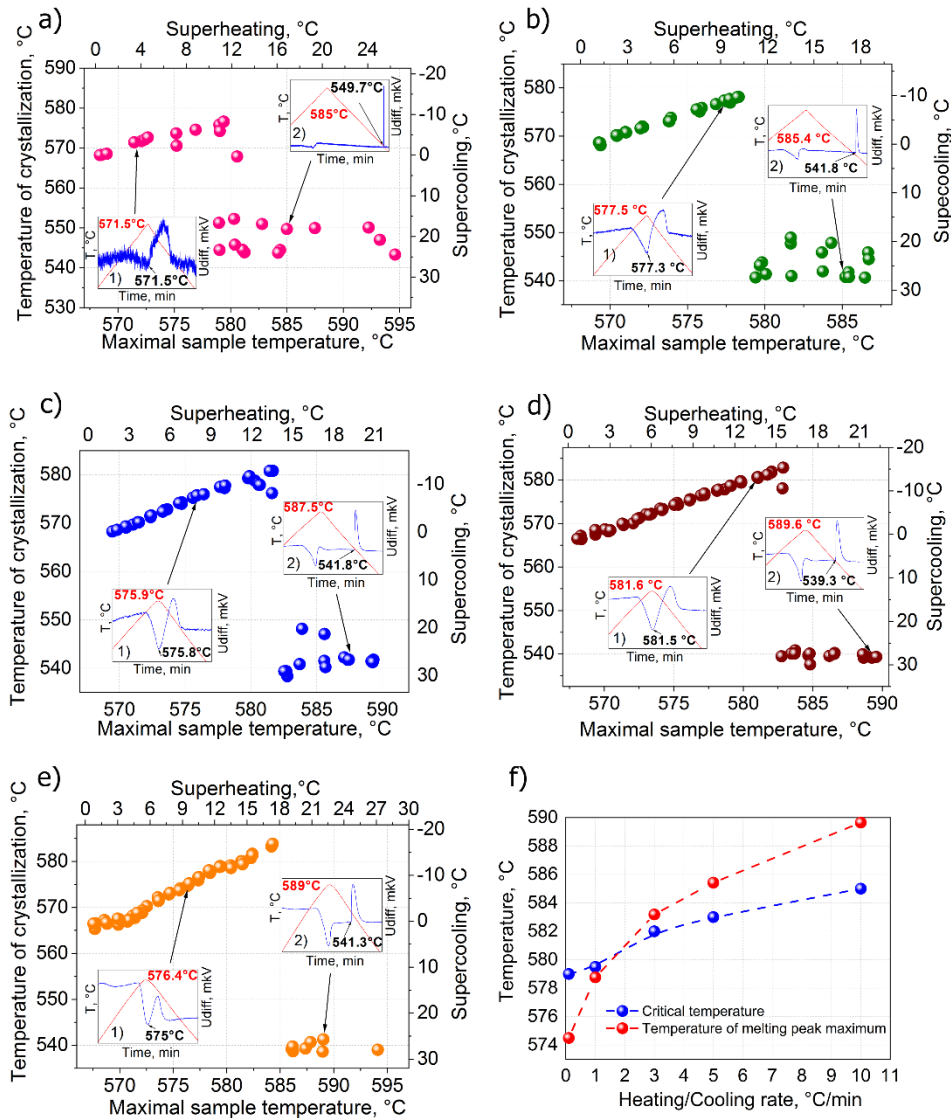 a)
Superheating,°C
0 4 8 12 16 20 24
Temperature of crystallization, °C
590
580
570
560
550
540
530
-20
-10
0
10
20
30
Supercooling,°C
549.7°C
585°C
2)
T, °C
Udiff, mkV
Time, min
571.5°C
T, °C
Udiff, mkV
1)
571.5°C
Time, min
570 575 580 585 590 595
Maximal sample temperature, °C
b)
Superheating,°C
0 3 6 9 12 15 18
Temperature of crystallization, °C
580
570
560
550
540
-10
0
10
20
30
Supercooling,°C
585.4°C
541.8°C
2)
T, °C
Udiff, mkV
Time, min
577.5°C
T, °C
Udiff, mkV
1)
577.3°C
Time, min
570 575 580 585
Maximal sample temperature, °C
c)
Superheating,°C
0 3 6 9 12 15 18 21
Temperature of crystallization, °C
580
570
560
550
540
-10
0
10
20
30
Supercooling,°C
587.5°C
T, °C
Udiff, mkV
2)
541.8°C
Time, min
575.9°C
T, °C
Udiff, mkV
1)
575.8°C
Time, min
570 575 580 585 590
Maximal sample temperature, °C
d)
Superheating,°C
0 3 6 9 12 15 18 21
Temperature of crystallization, °C
590
580
570
560
550
540
530
-20
-10
0
10
20
30
Supercooling,°C
589.6°C
T, °C
Udiff, mkV
2)
539.3°C
Time, min
581.6 °C
T, °C
Udiff, mkV
1)
581.5 °C
Time, min
570 575 580 585 590
Maximal sample temperature, °C
e)
Superheating,°C
0 3 6 9 12 15 18 21 24 27 30
Temperature of crystallization, °C
580
570
560
550
540
-20
-10
0
10
20
30
Supercooling,°C
589°C
T, °C
Udiff, mkV
2)
541.3°C
Time, min
576.4°C
T, °C
Udiff, mkV
1)
575°C
Time, min
570 575 580 585 590 595
Maximal sample temperature, °C
f)
Temperature, °C
590
588
586
584
582
580
578
576
574
Critical temperature
Temperature of melting peak maximum
0 1 2 3 4 5 6 7 8 9 10 11
Heating/Cooling rate, °C/min